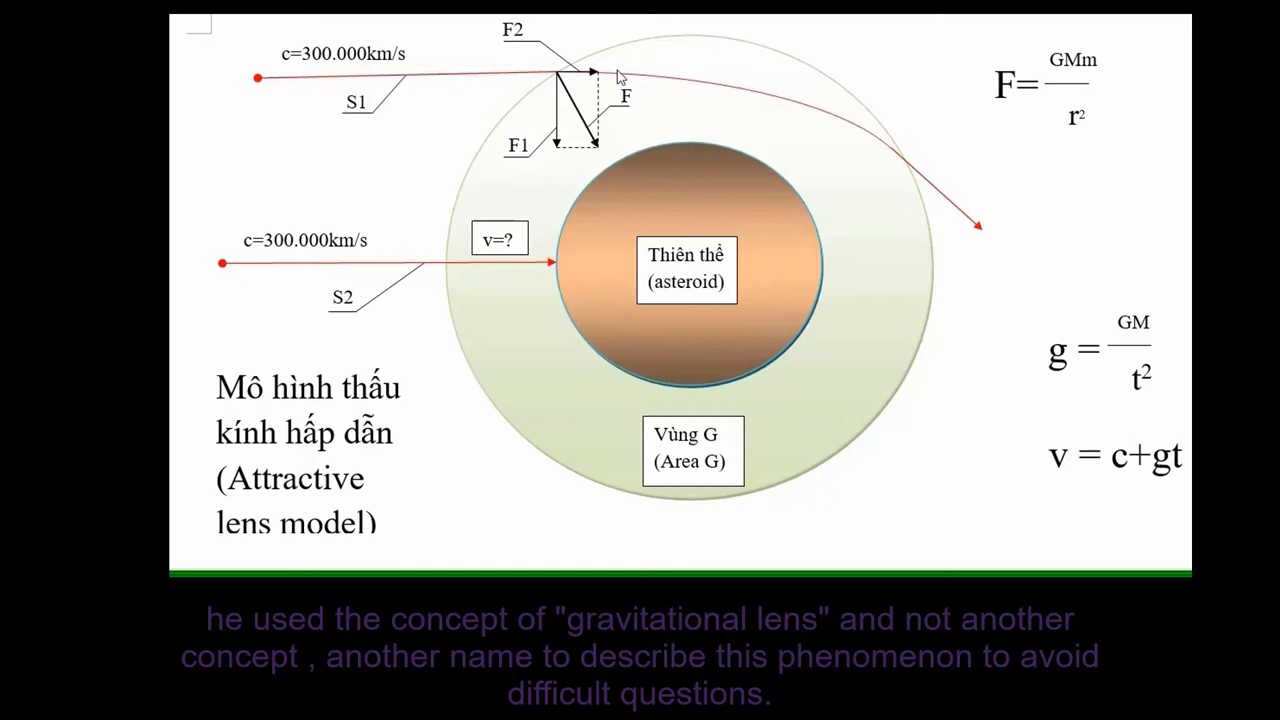 F2
c=300.000km/s
S1
F
F1
F=
GMm
r²
c=300.000km/s
v=?
S2
Thiên thể
(asteroid)
GM
g =
t²
Mô hình thấu
kính hấp dẫn
(Attractive
lens model)
Vùng G
(Area G)
v = c+gt
he used the concept of "gravitational lens" and not another
concept , another name to describe this phenomenon to avoid
difficult questions.